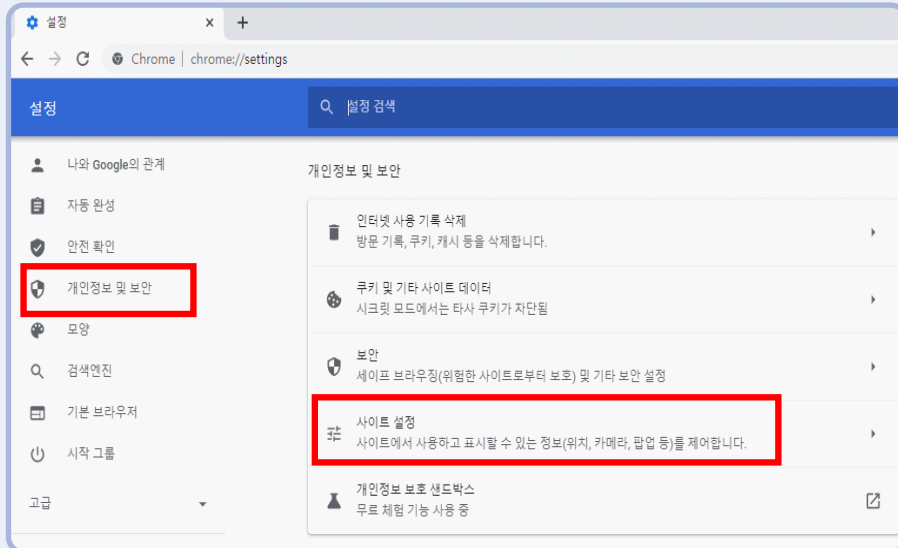 설정
Chrome | chrome://settings
설정
설정 검색
나와 Google의 관계
자동 완성
안전 확인
개인정보 및 보안
모양
검색엔진
기본 브라우저
시작 그룹
고급
개인정보 및 보안
인터넷 사용 기록 삭제
방문 기록, 쿠키, 캐시 등을 삭제합니다.
쿠키 및 기타 사이트 데이터
시크릿 모드에서는 타사 쿠키가 차단됨
보안
세이프 브라우징(위험한 사이트로부터 보호) 및 기타 보안 설정
사이트 설정
사이트에서 사용하고 표시할 수 있는 정보(위치, 카메라, 팝업 등)를 제어합니다.
개인정보 보호 샌드박스
무료 체험 기능 사용 중